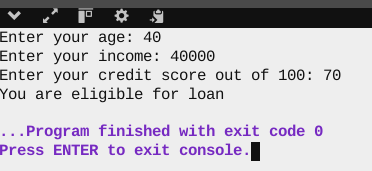 Enter your age: 40
Enter your income: 40000
Enter your credit score out of 100: 70
You are eligible for loan
...Program finished with exit code 0
Press ENTER to exit console.